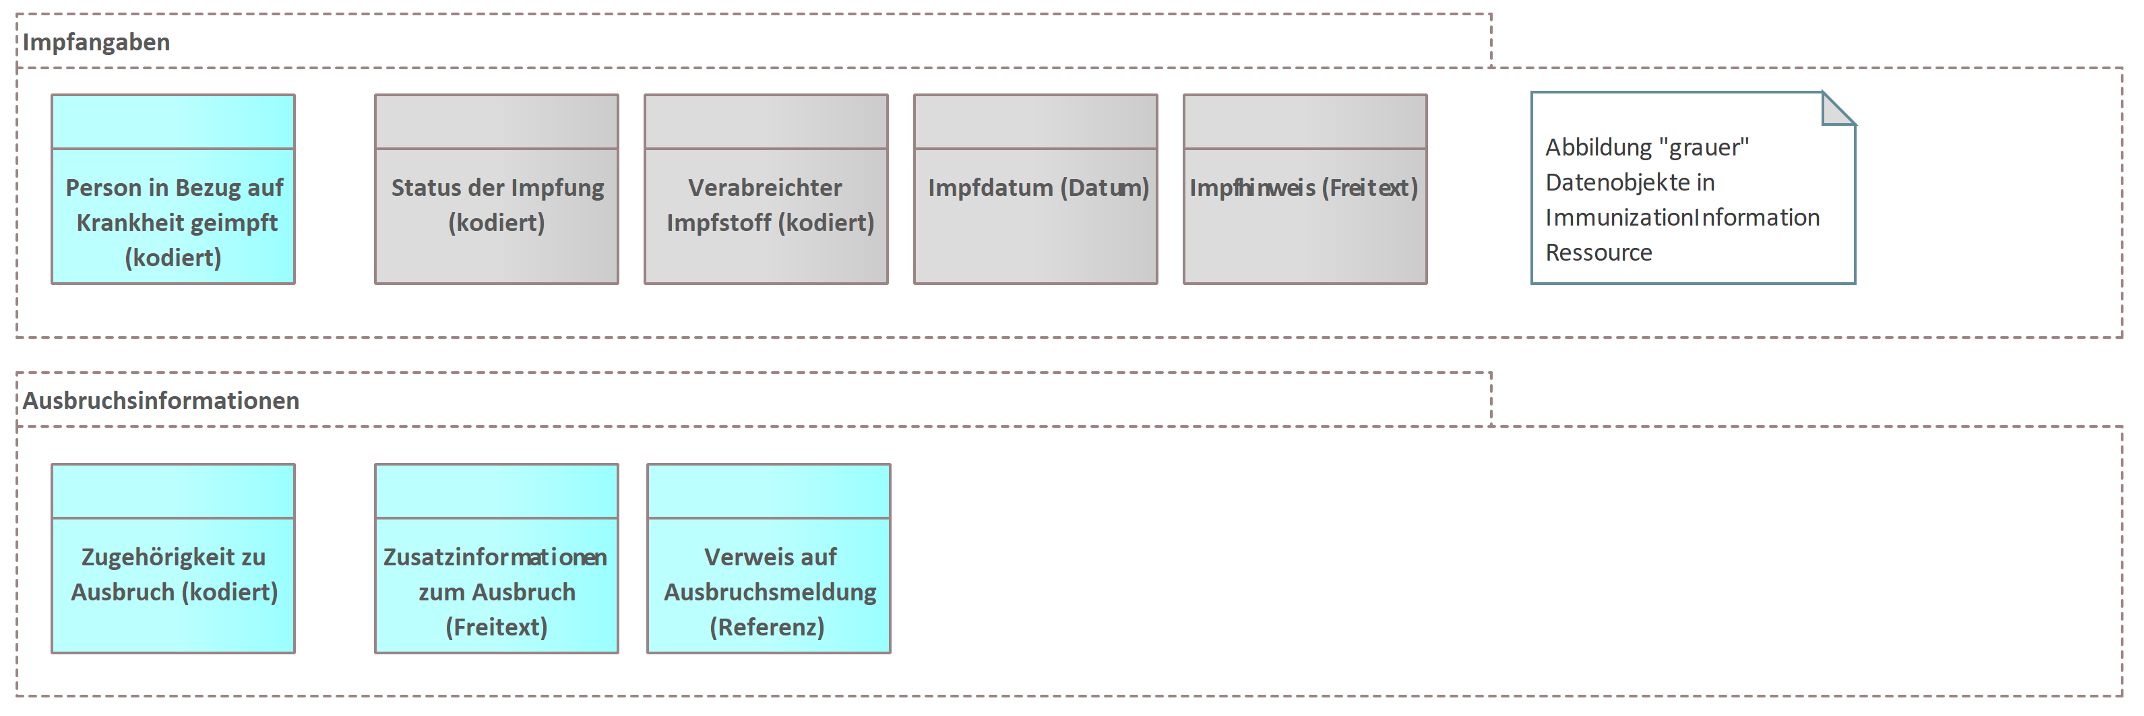 Impfangaben
Person in Bezug auf
Krankheit geimpft
(kodiert)
Status der Impfung
(kodiert)
Verabreichter
Impfstoff (kodiert)
Impfdatum (Datum)
Impfhinweis (Freitext)
Abbildung "grauer"
Datenobjekte in
ImmunizationInformation
Ressource
Ausbruchsinformationen
Zugehörigkeit zu
Ausbruch (kodiert)
Zusatzinformationen
zum Ausbruch
(Freitext)
Verweis auf
Ausbruchsmeldung
(Referenz)